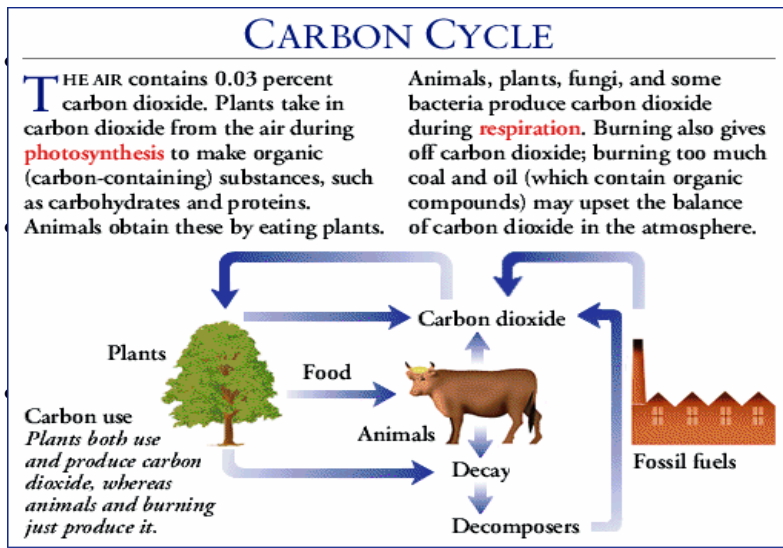 CARBON CYCLE
THE AIR contains 0.03 percent
carbon dioxide. Plants take in
carbon dioxide from the air during
photosynthesis to make organic
(carbon-containing) substances, such
as carbohydrates and proteins.
Animals obtain these by eating plants.
Animals, plants, fungi, and some
bacteria produce carbon dioxide
during respiration. Burning also gives
off carbon dioxide; burning too much
coal and oil (which contain organic
compounds) may upset the balance
of carbon dioxide in the atmosphere.
Carbon dioxide
Plants
Food
Animals
Carbon use
Plants both use
and produce carbon
dioxide, whereas
animals and burning
just produce it.
Decay
Decomposers
Fossil fuels